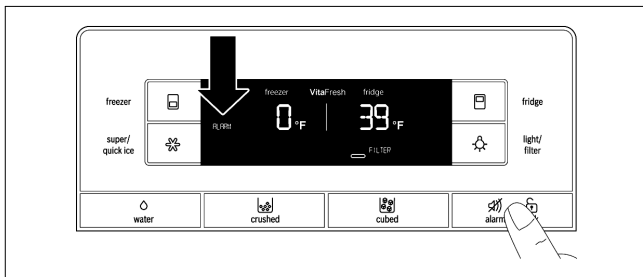 freezer VitaFresh fridge
freezer
ALARM 0 °F 39 °F
fridge
super/
quick ice
FILTER
light/
filter
water crushed cubed alarm